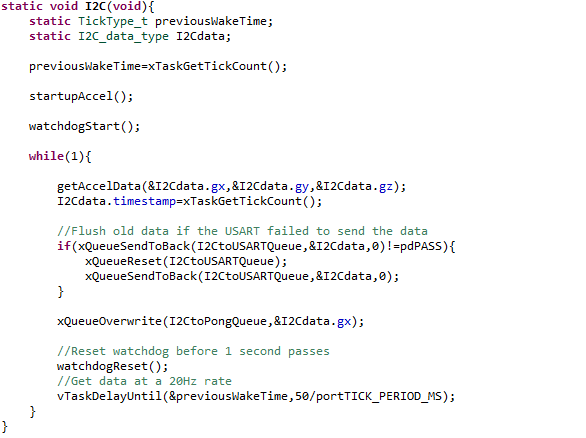 static void I2C(void){
    static TickType_t previousWakeTime;
    static I2C_data_type I2Cdata;

    previousWakeTime=xTaskGetTickCount();

    startupAccel();

    watchdogStart();

    while(1){

        getAccelData(&I2Cdata.gx,&I2Cdata.gy,&I2Cdata.gz);
        I2Cdata.timestamp=xTaskGetTickCount();

        //Flush old data if the USART failed to send the data
        if(xQueueSendToBack(I2CtoUSARTQueue,&I2Cdata,0)!=pdPASS){
            xQueueReset(I2CtoUSARTQueue);
            xQueueSendToBack(I2CtoUSARTQueue,&I2Cdata,0);
        }

        xQueueOverwrite(I2CtoPongQueue,&I2Cdata.gx);

        //Reset watchdog before 1 second passes
        watchdogReset();
        //Get data at a 20Hz rate
        vTaskDelayUntil(&previousWakeTime,50/portTICK_PERIOD_MS);
    }
}